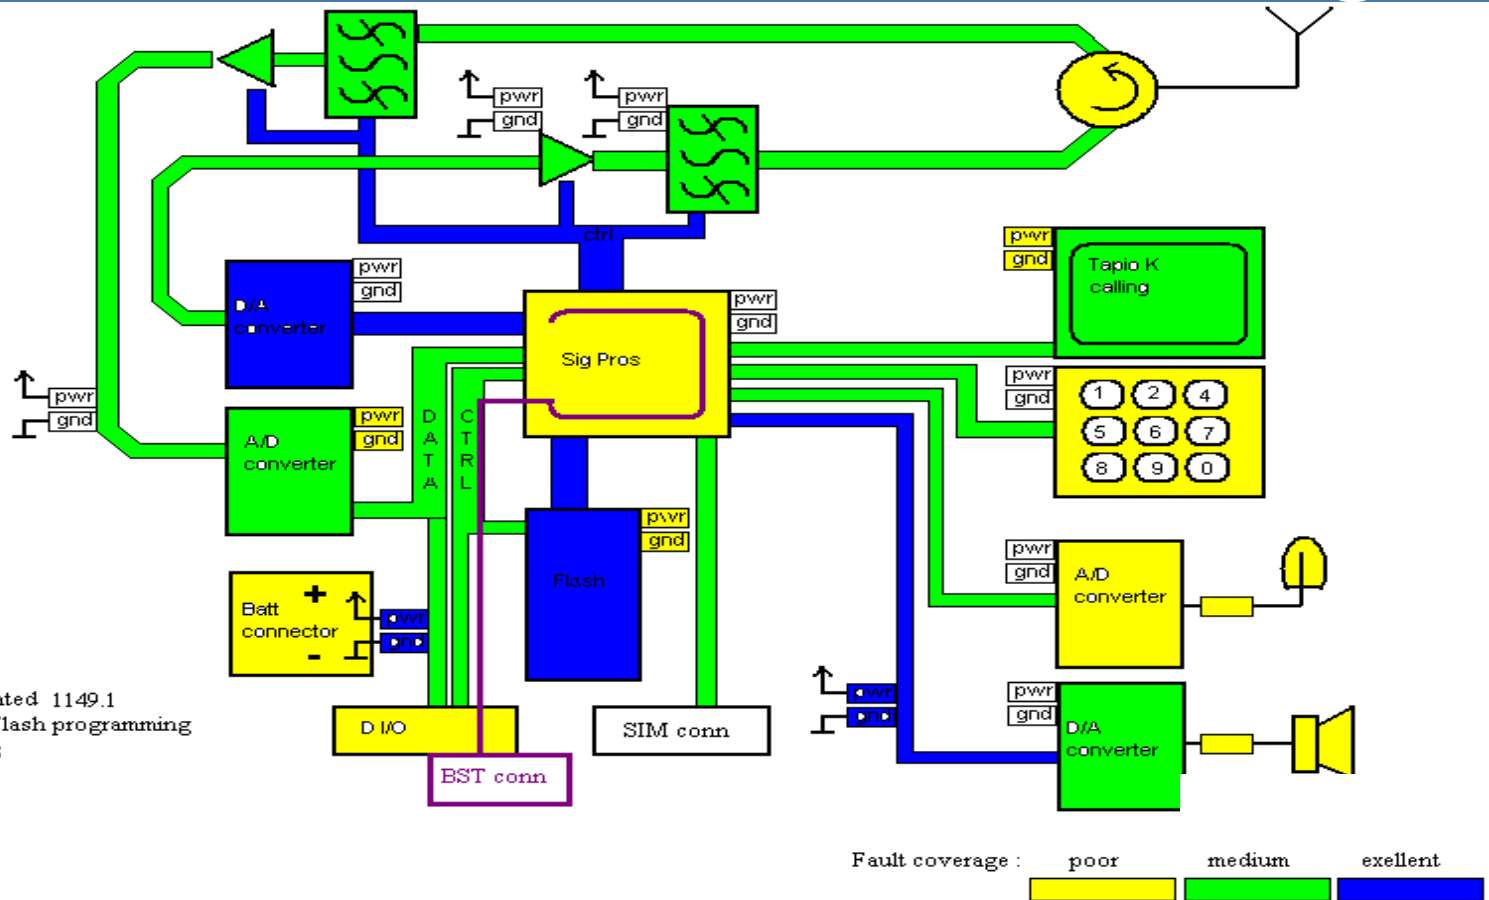 pwr
gnd
pwr
gnd
ctrl
pwr
gnd
Tapio K
calling
D/A
converter
pwr
gnd
pwr
gnd
Sig Pros
pwr
gnd
1 2 4
5 6 7
8 9 0
pwr
gnd
A/D
converter
pwr
gnd
DATA
CTRL
pwr
gnd
Flash
pwr
gnd
A/D
converter
Batt
connector
+
-
pwr
gnd
1149.1
lash programming
D I/O
BST conn
SIM conn
pwr
gnd
pwr
gnd
D/A
converter
Fault coverage : poor medium exellent